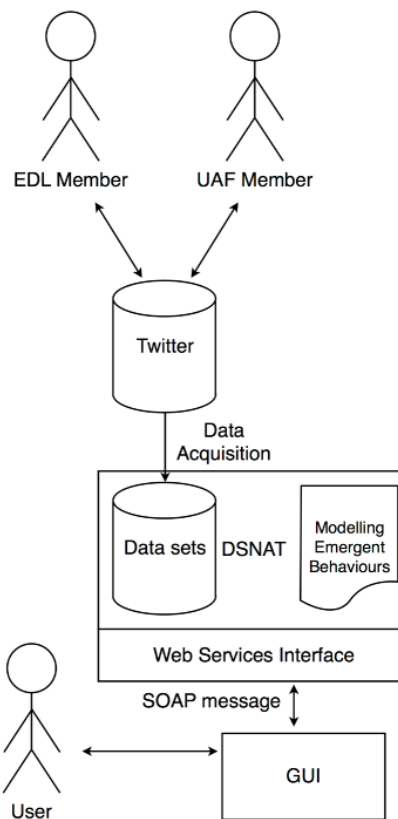 EDL Member
UAF Member
Twitter
Data
Acquisition
Data sets
DSNAT
Modelling
Emergent
Behaviours
Web Services Interface
SOAP message
GUI
User